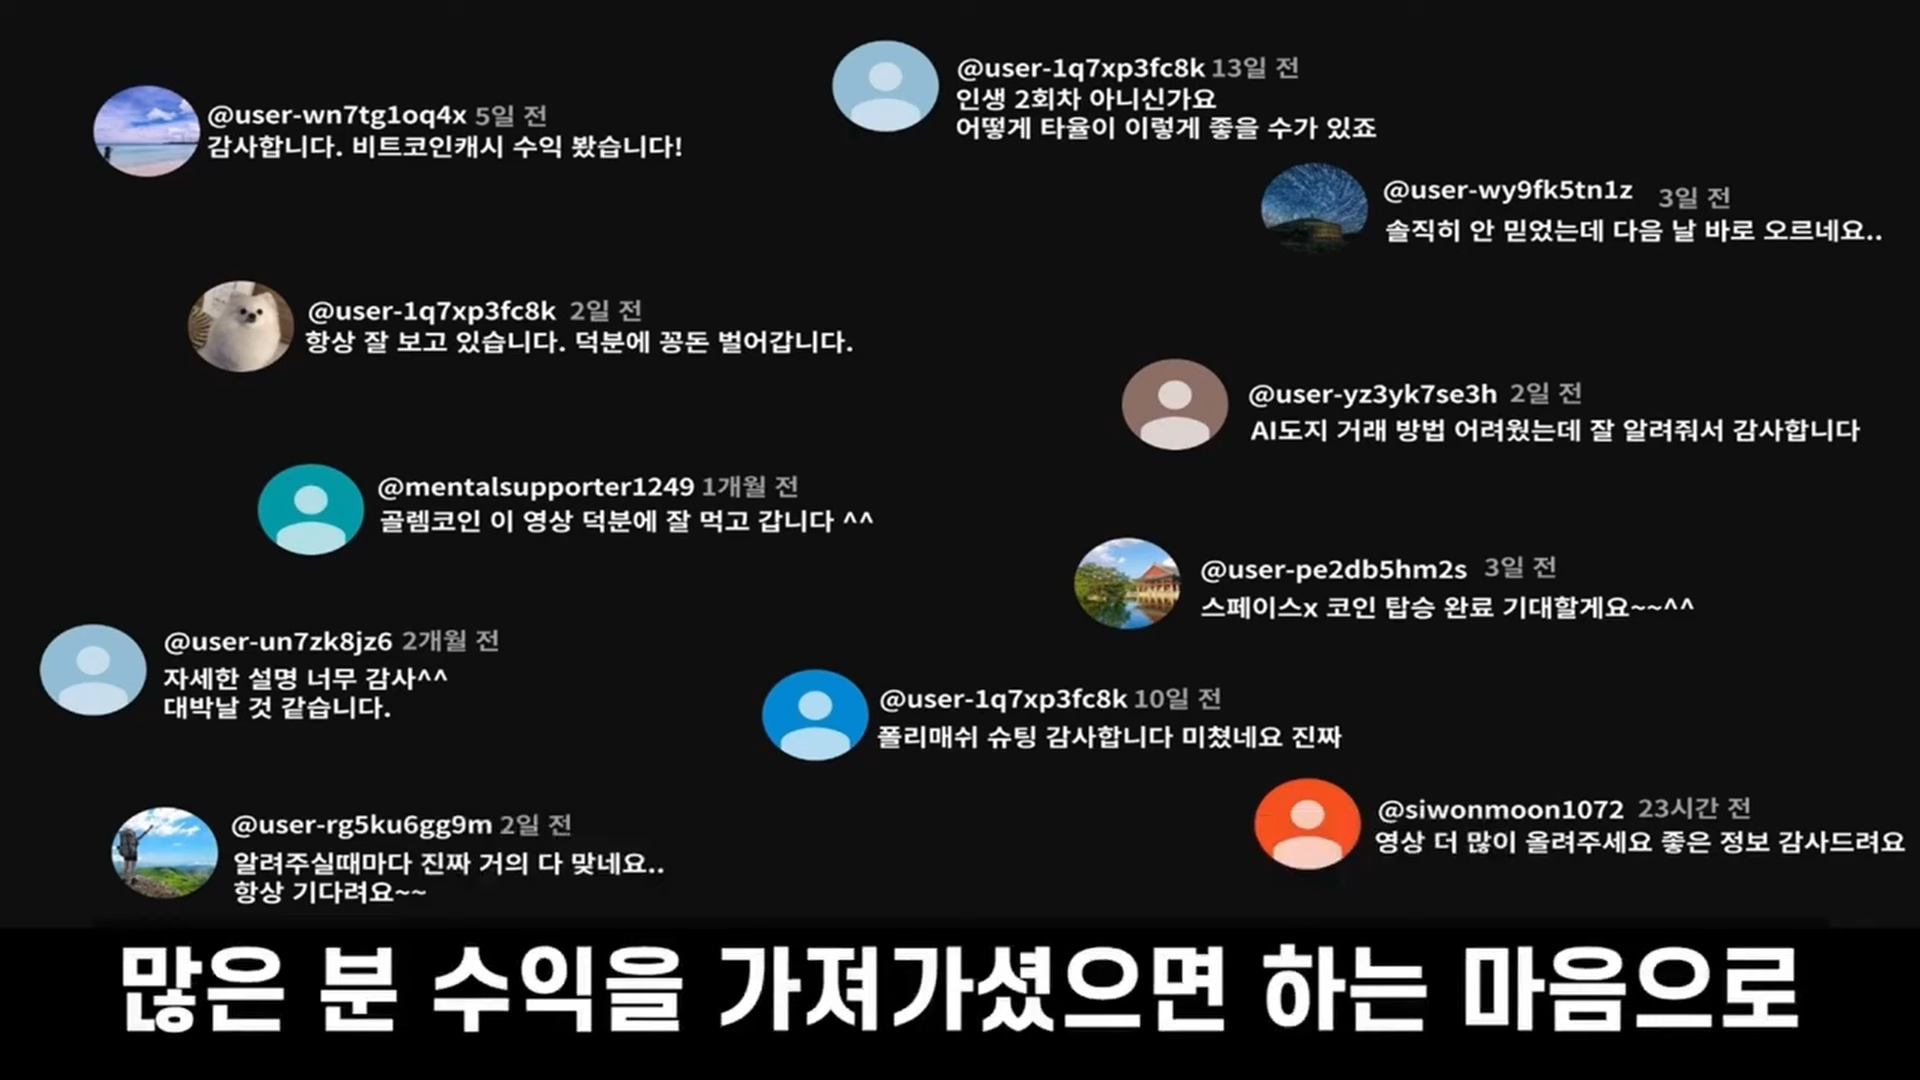 @user-wn7tg1oq4x 5일 전
감사합니다. 비트코인캐시 수익 봤습니다!
@user-1q7xp3fc8k 13일 전
인생 2회차 아니신가요
어떻게 타율이 이렇게 좋을 수가 있죠
@user-wy9fk5tn1z 3일 전
솔직히 안 믿었는데 다음 날 바로 오르네요..
@user-1q7xp3fc8k 2일 전
항상 잘 보고 있습니다. 덕분에 꽁돈 벌어갑니다.
@user-yz3yk7se3h 2일 전
AI도지 거래 방법 어려웠는데 잘 알려줘서 감사합니다
@mentalsupporter1249 1개월 전
골렘코인 이 영상 덕분에 잘 먹고 갑니다 ^^
@user-pe2db5hm2s 3일 전
스페이스x 코인 탑승 완료 기대할게요~~^^
@user-un7zk8jz6 2개월 전
자세한 설명 너무 감사^^
대박날 것 같습니다.
@user-1q7xp3fc8k 10일 전
폴리매쉬 슈팅 감사합니다 미쳤네요 진짜
@siwonmoon1072 23시간 전
영상 더 많이 올려주세요 좋은 정보 감사드려요
@user-rg5ku6gg9m 2일 전
알려주실때마다 진짜 거의 다 맞네요..
항상 기다려요~~
많은 분 수익을 가져가셨으면 하는 마음으로